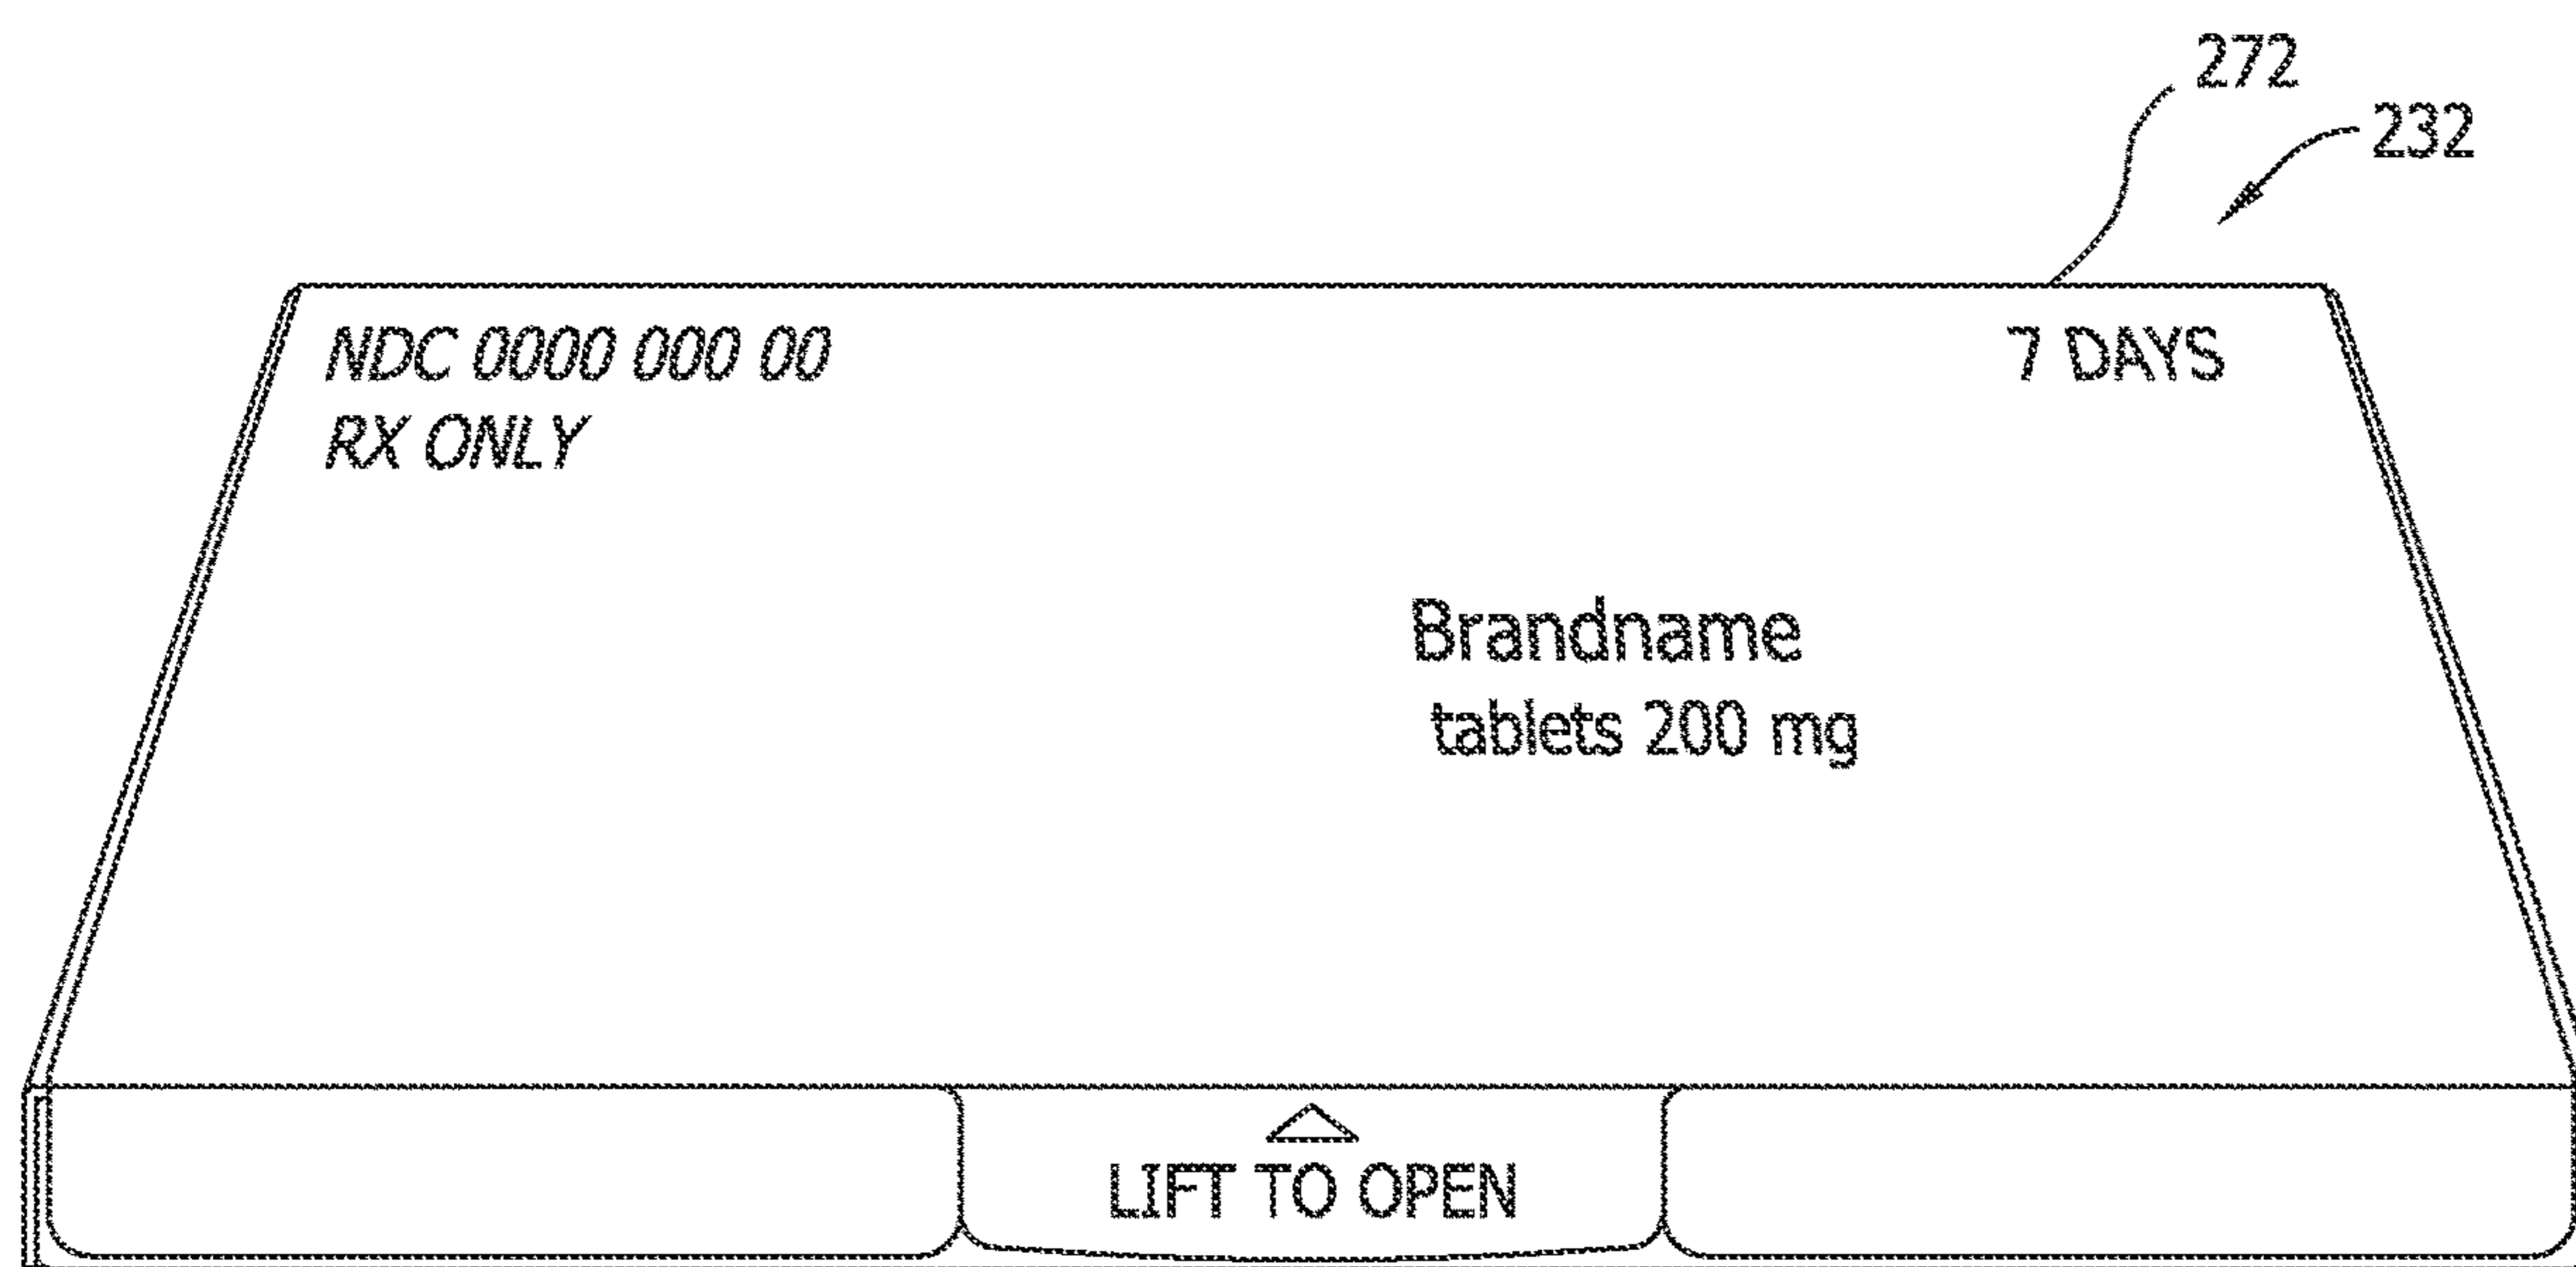 272
232
NDC 0000 000 00
7 DAYS
RX ONLY
Brandname
tablets 200 mg
LIFT TO OPEN